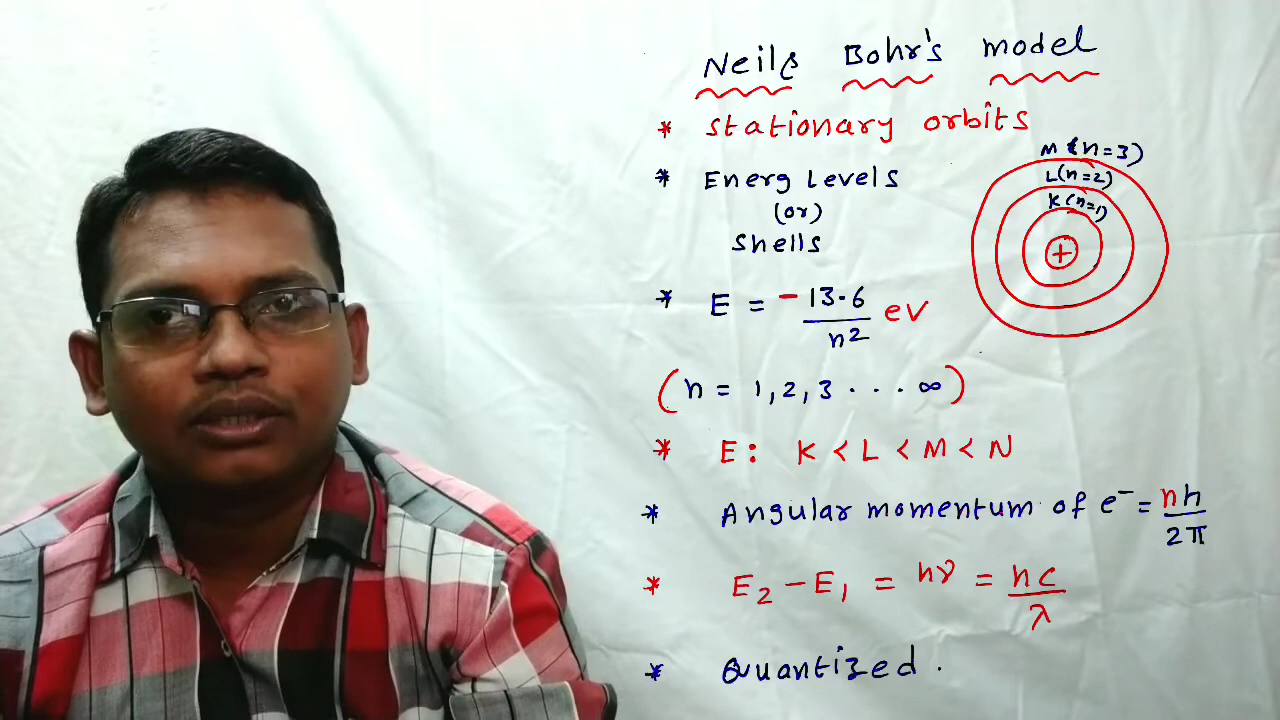 Neils Bohr's model
* Stationary orbits
M (n=3)
L(n=2)
K(n=1)
+
* Energ Levels
(or)
Shells
* E = -13.6/n² eV
(n = 1,2,3 . . . ∞)
* E: K < L < M < N
* Angular momentum of e⁻ = nh/2π
* E₂ - E₁ = hν = hc/λ
* Quantized .